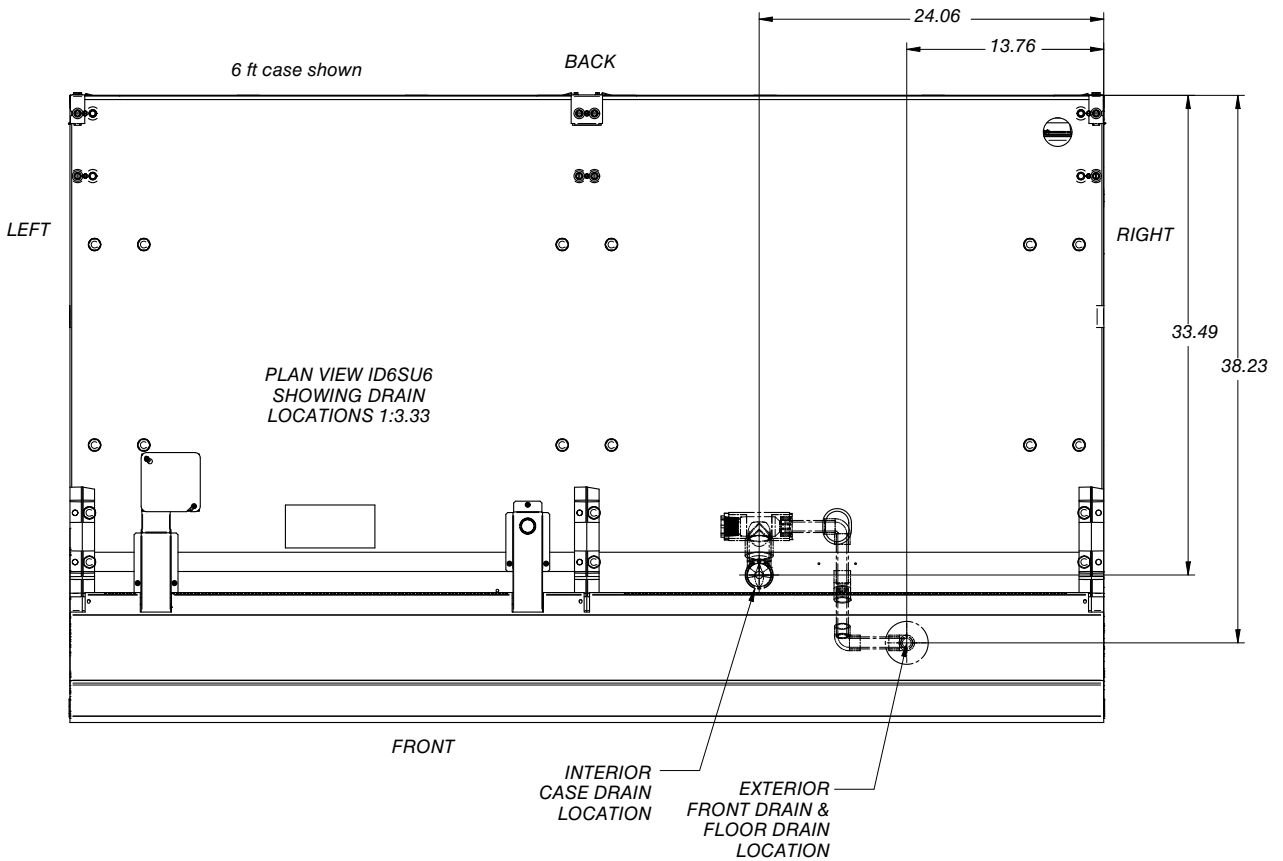 24.06
13.76
6 ft case shown
BACK
LEFT
RIGHT
33.49
38.23
PLAN VIEW ID6SU6
SHOWING DRAIN
LOCATIONS 1:3.33
FRONT
INTERIOR
CASE DRAIN
LOCATION
EXTERIOR
FRONT DRAIN &
FLOOR DRAIN
LOCATION